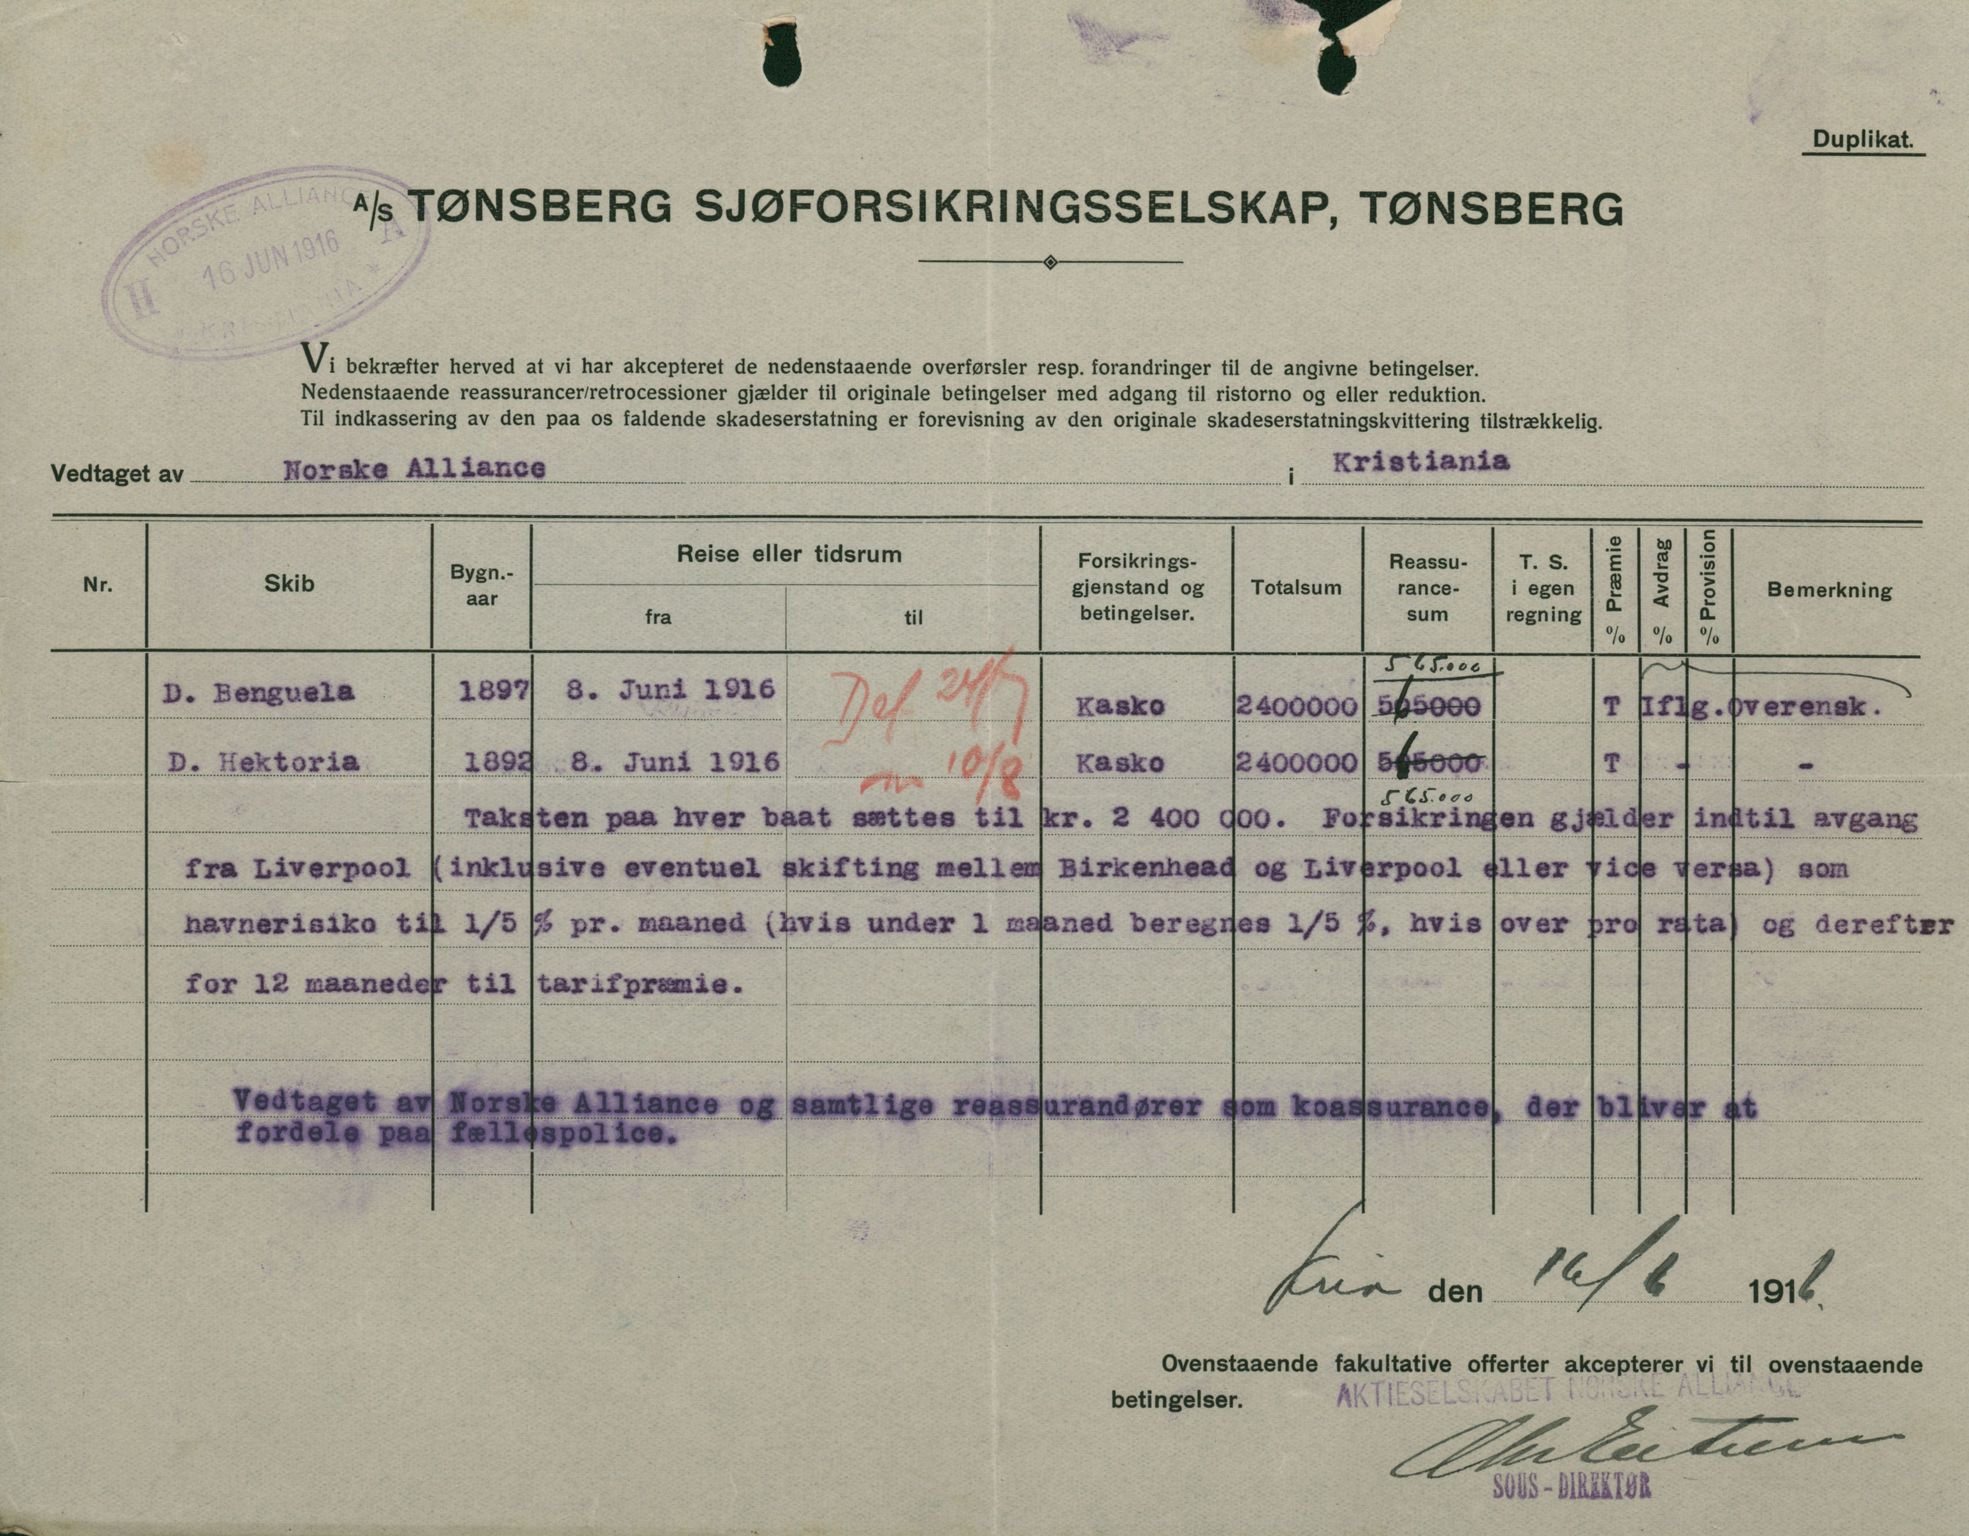 Duplikat.
A/S TØNSBERG SJØFORSIKRINGSSELSKAP, TØNSBERG
NORSKE ALLIANCE
H 16 JUN 1916 A
Vi bekræfter herved at vi har akcepteret de nedenstaaende overførsler resp. forandringer til de angivne betingelser.
Nedenstaaende reassurancer/retrocessioner gjælder til originale betingelser med adgang til ristorno og eller reduktion.
Til indkassering av den paa os faldende skadeserstatning er forevisning av den originale skadeserstatningskvittering tilstrækkelig.
Vedtaget av Norske Alliance i Kristiania
Nr. Skib Bygn.-aar Reise eller tidsrum fra til Forsikrings-gjenstand og betingelser. Totalsum Reassu-rance-sum T. S. i egen regning Præmie % Avdrag % Provision % Bemerkning
565.000
D. Benguela 1897 8. Juni 1916 24/7 Kasko 2400000 565000 T Iflg.Overensk.
D. Hektoria 1892 8. Juni 1916 10/8 Kasko 2400000 565000 T - -
565.000
Taksten paa hver baat sættes til kr. 2 400 000. Forsikringen gjælder indtil avgang
fra Liverpool (inklusive eventuel skifting mellem Birkenhead og Liverpool eller vice versa) som
havnerisiko til 1/5 % pr. maaned (hvis under 1 maaned beregnes 1/5 %, hvis over pro rata) og derefter
for 12 maaneder til tarifpræmie.
Vedtaget av Norske Alliance og samtlige reassurandører som koassurance, der bliver at
fordele paa fællespolice.
Kria den 16/6 1916.
Ovenstaaende fakultative offerter akcepterer vi til ovenstaaende
betingelser.
AKTIESELSKABET NORSKE ALLIANCE
SOUS-DIREKTØR